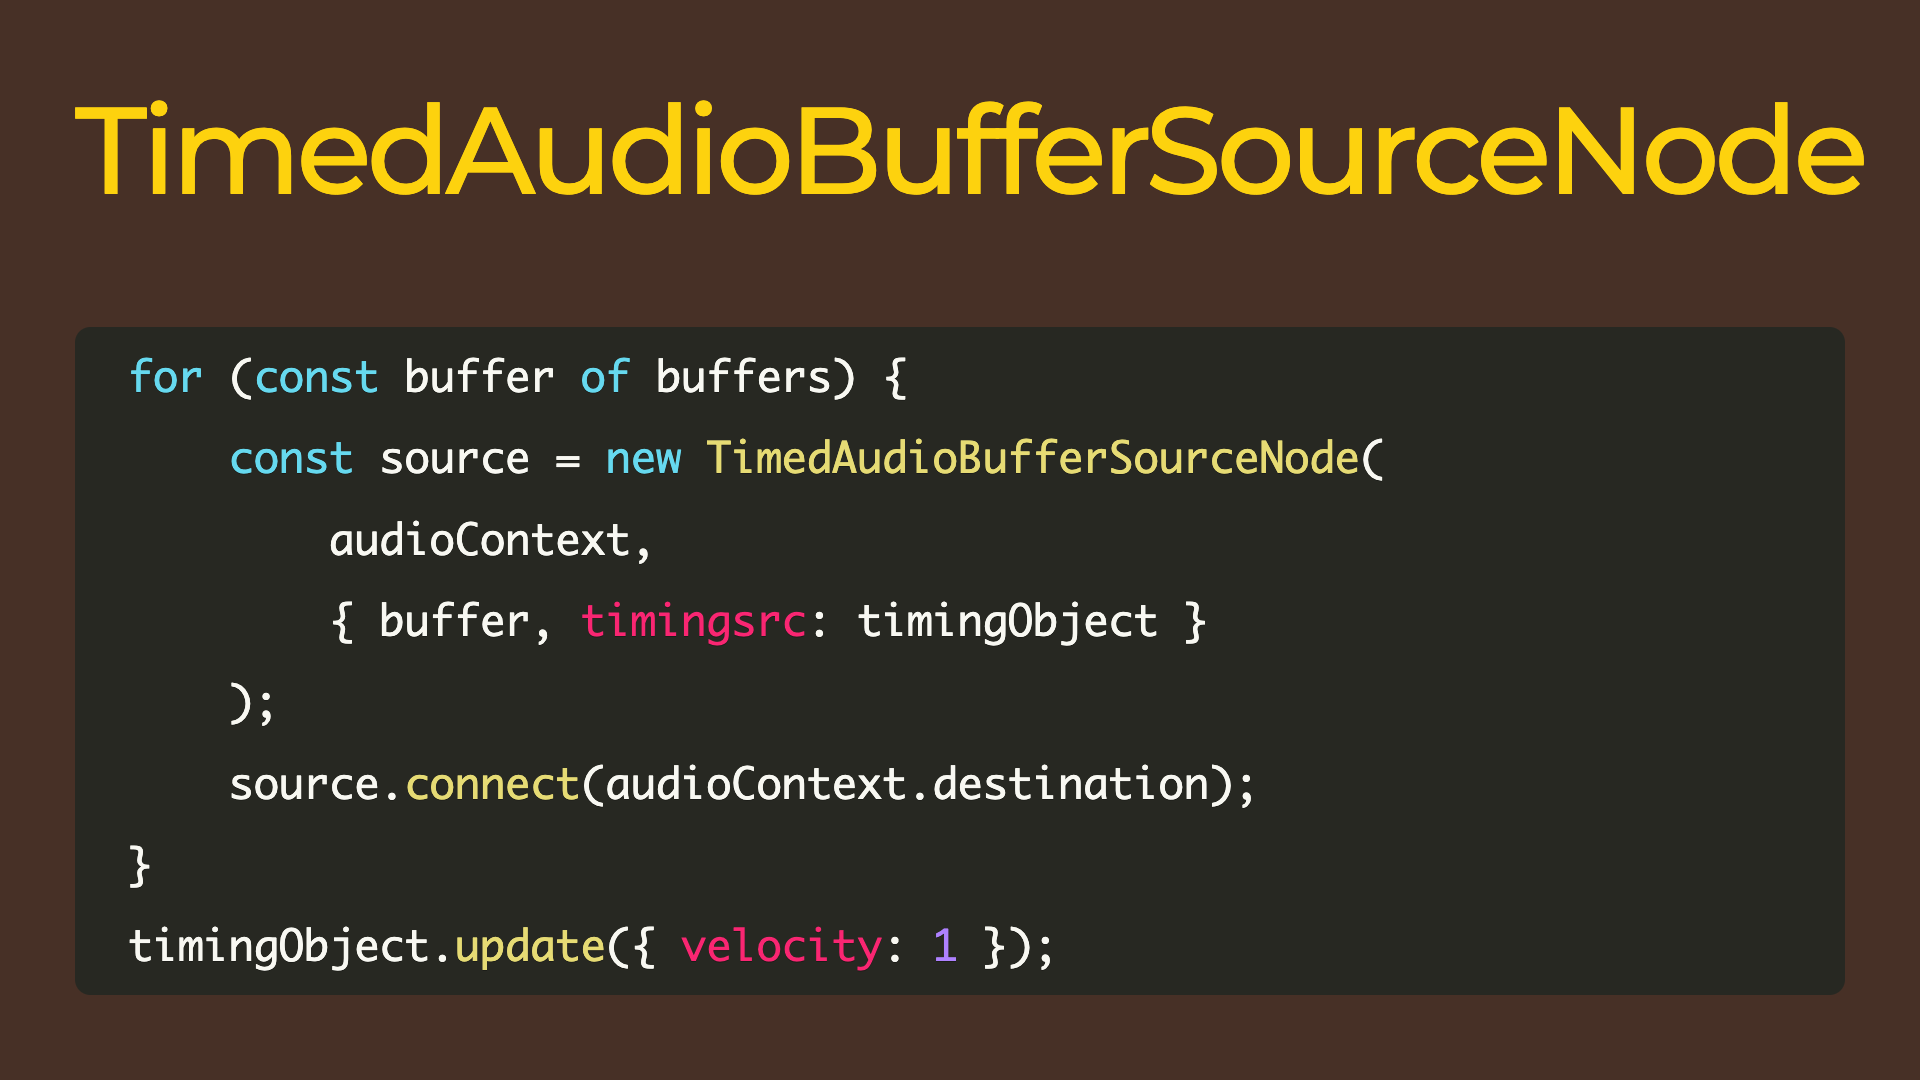 TimedAudioBufferSourceNode
for (const buffer of buffers) {
    const source = new TimedAudioBufferSourceNode(
        audioContext,
        { buffer, timingsrc: timingObject }
    );
    source.connect(audioContext.destination);
}
timingObject.update({ velocity: 1 });